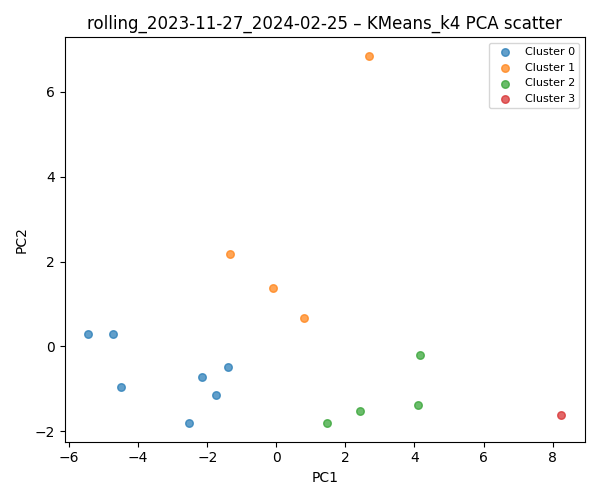 rolling_2023-11-27_2024-02-25 – KMeans_k4 PCA scatter
Cluster 0
Cluster 1
Cluster 2
Cluster 3
PC2
6
4
2
0
−2
−6
−4
−2
0
2
4
6
8
PC1